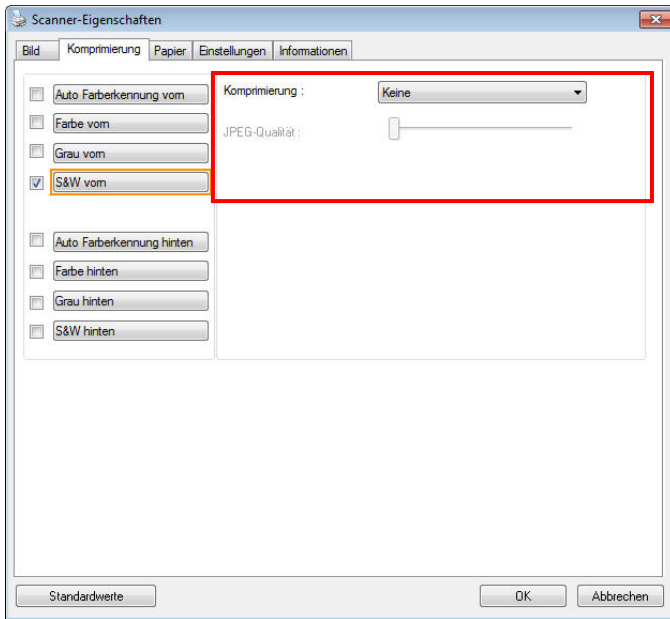 Scanner-Eigenschaften
Bild Komprimierung Papier Einstellungen Informationen
Auto Farberkennung vorn
Farbe vorn
Grau vorn
S&W vorn
Auto Farberkennung hinten
Farbe hinten
Grau hinten
S&W hinten
Komprimierung : Keine
JPEG-Qualität :
Standardwerte OK Abbrechen